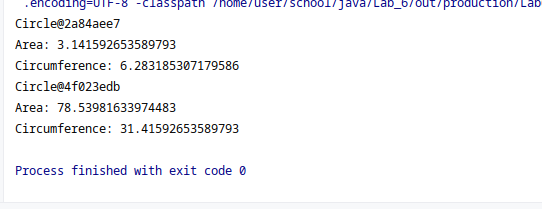 .encoding=UTF-8 -classpath /home/user/school/java/Lab_6/out/production/Lab
Circle@2a84aee7
Area: 3.141592653589793
Circumference: 6.283185307179586
Circle@4f023edb
Area: 78.53981633974483
Circumference: 31.41592653589793
Process finished with exit code 0